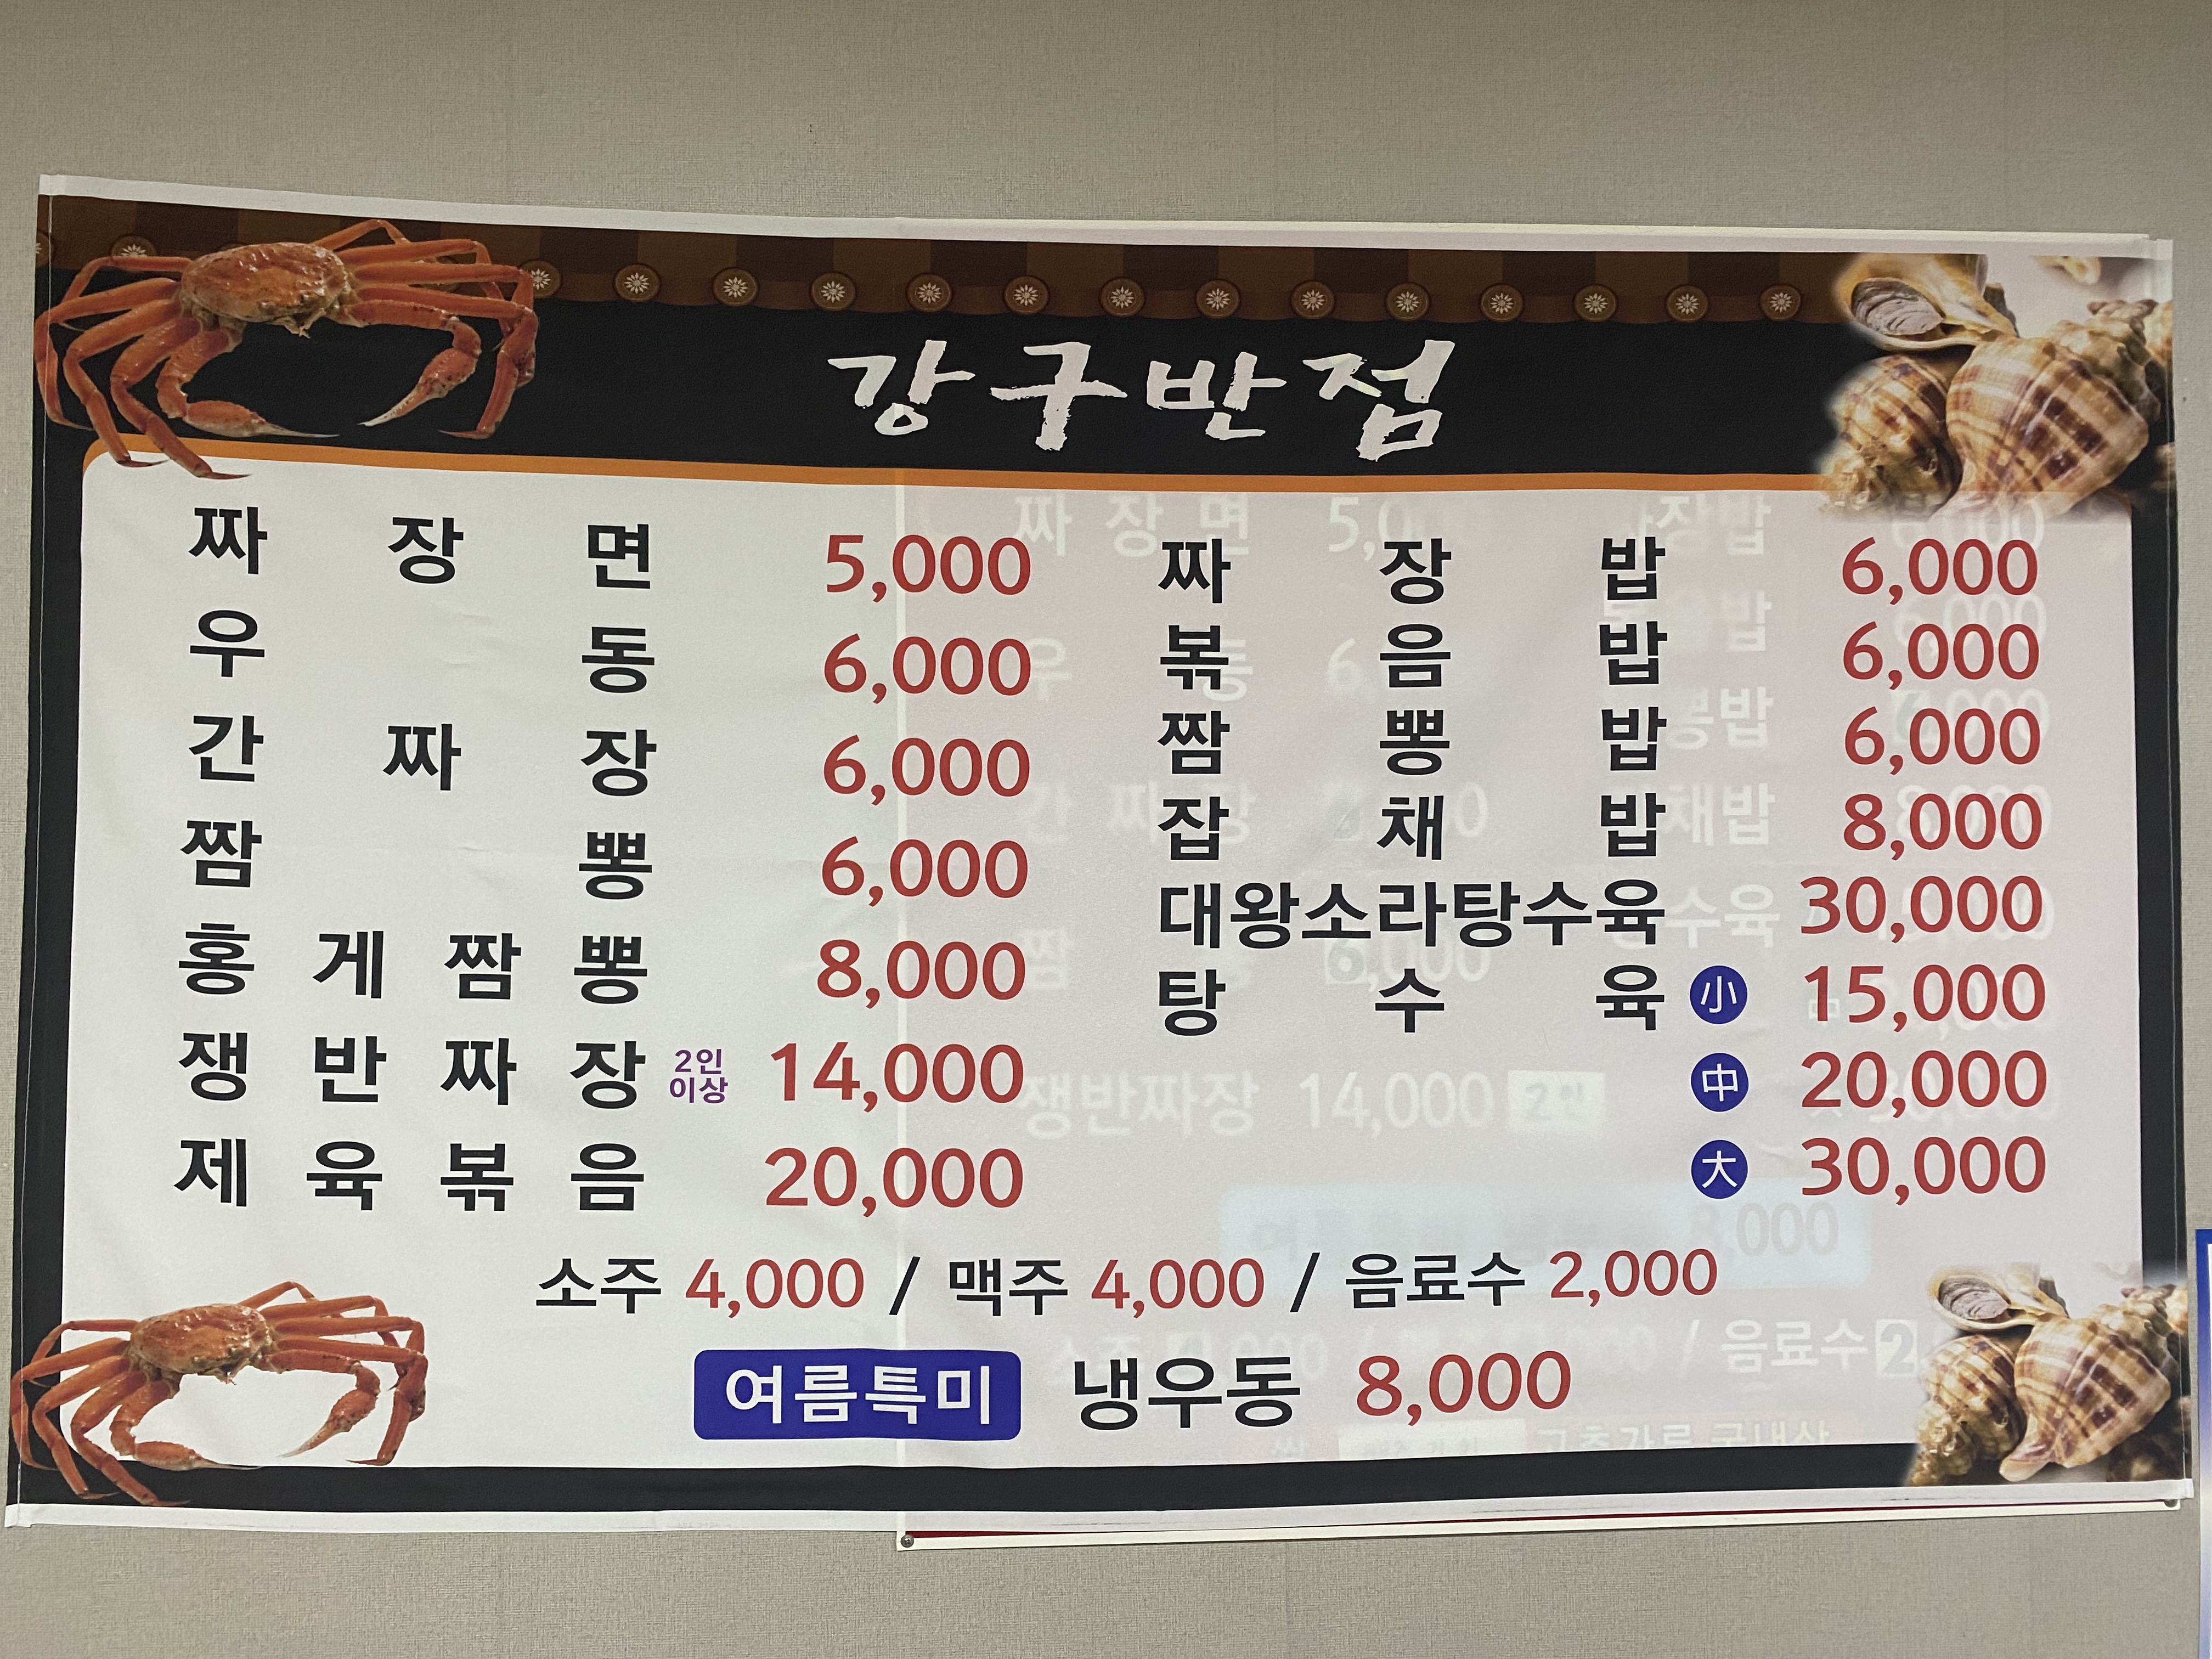 강구반점
짜장면 5,000
우동 6,000
간짜장 6,000
짬뽕 6,000
홍게짬뽕 8,000
쟁반짜장 2인 이상 14,000
제육볶음 20,000
짜장밥 6,000
볶음밥 6,000
짬뽕밥 6,000
잡채밥 8,000
대왕소라탕수육 30,000
탕수육 小 15,000
中 20,000
大 30,000
소주 4,000 / 맥주 4,000 / 음료수 2,000
여름특미 냉우동 8,000